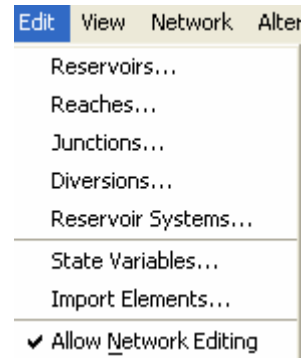 Edit View Network Alter
Reservoirs...
Reaches...
Junctions...
Diversions...
Reservoir Systems...
State Variables...
Import Elements...
✔ Allow Network Editing